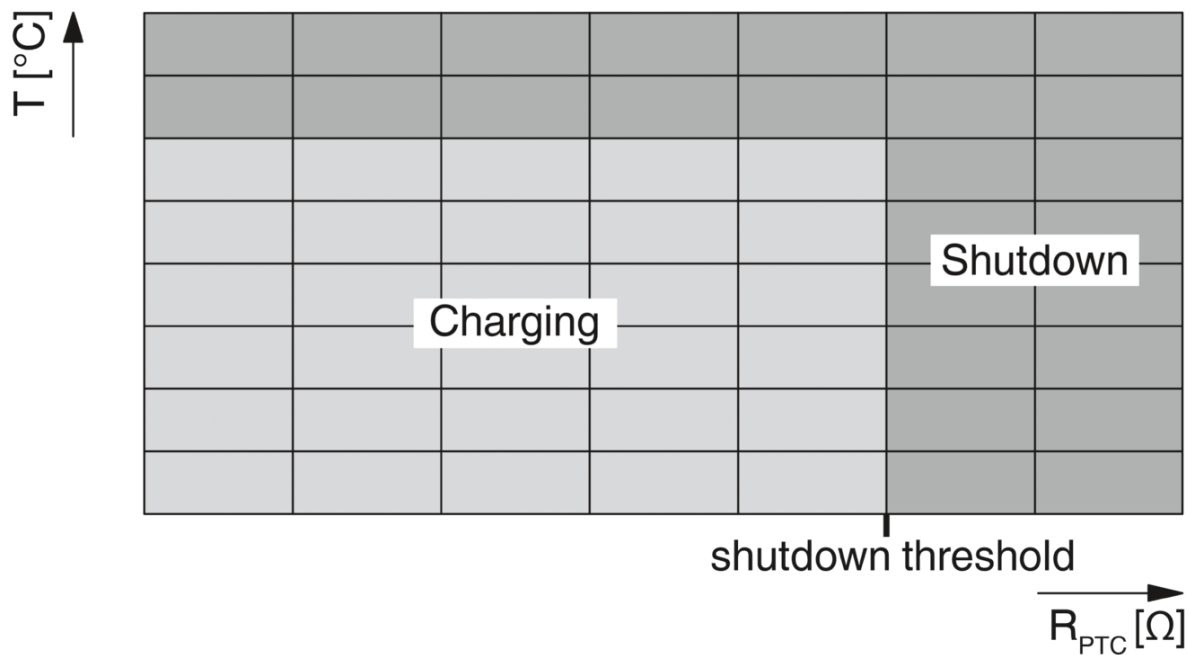 T [°C]
Shutdown
Charging
shutdown threshold
R_PTC [Ω]